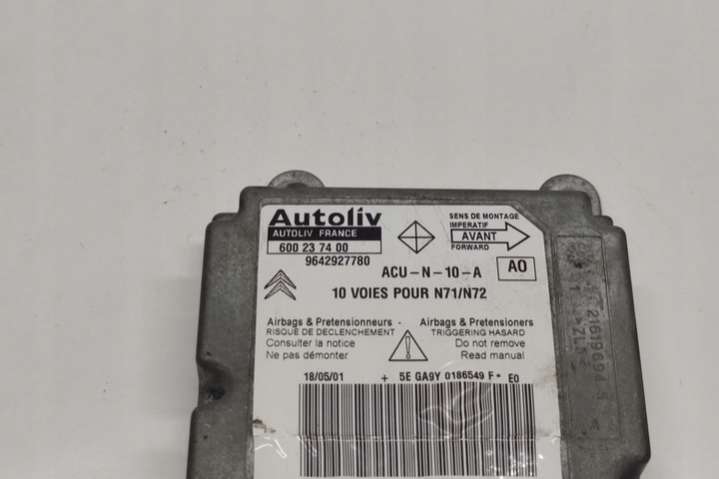 Autoliv
AUTOLIV FRANCE
600 23 74 00
9642927780
SENS DE MONTAGE
IMPERATIF
AVANT
FORWARD
ACU-N-10-A
AO
10 VOIES POUR N71/N72
Airbags & Pretensionneurs -
RISQUE DE DECLENCHEMENT
Consulter la notice
Ne pas démonter
Airbags & Pretensioners
TRIGGERING HASARD
Do not remove
Read manual
18/05/01 + 5E GA9Y 0186549 F* E0